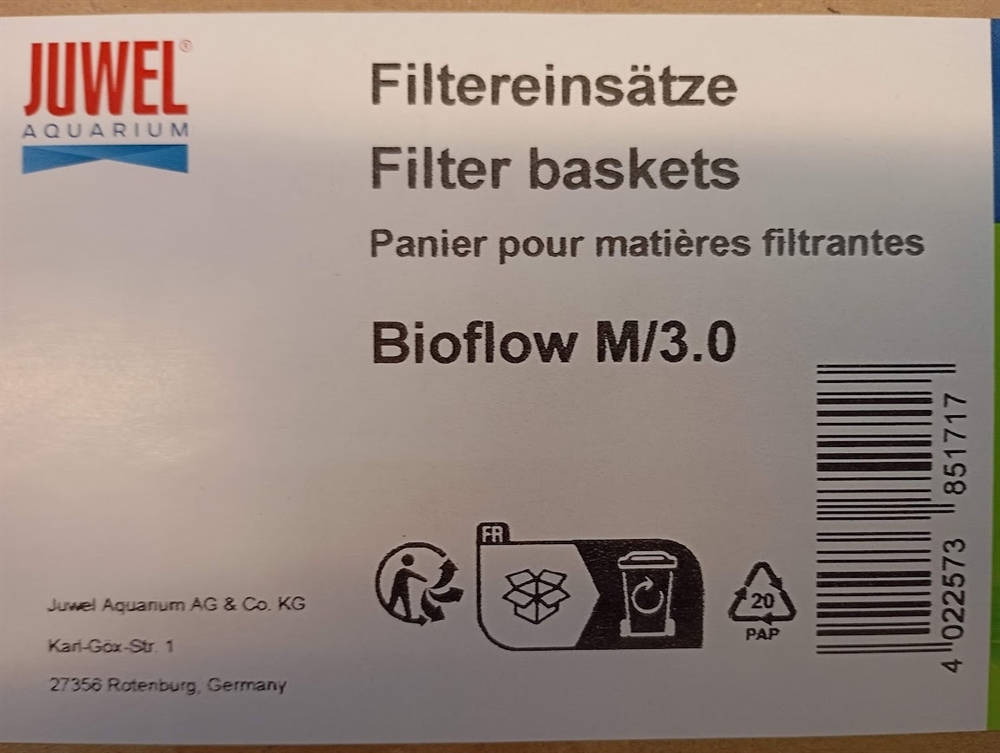 JUWEL®
AQUARIUM
Filtereinsätze
Filter baskets
Panier pour matières filtrantes
Bioflow M/3.0
FR
20
PAP
Juwel Aquarium AG & Co. KG
Karl-Göx-Str. 1
27356 Rotenburg, Germany
4 022573 851717